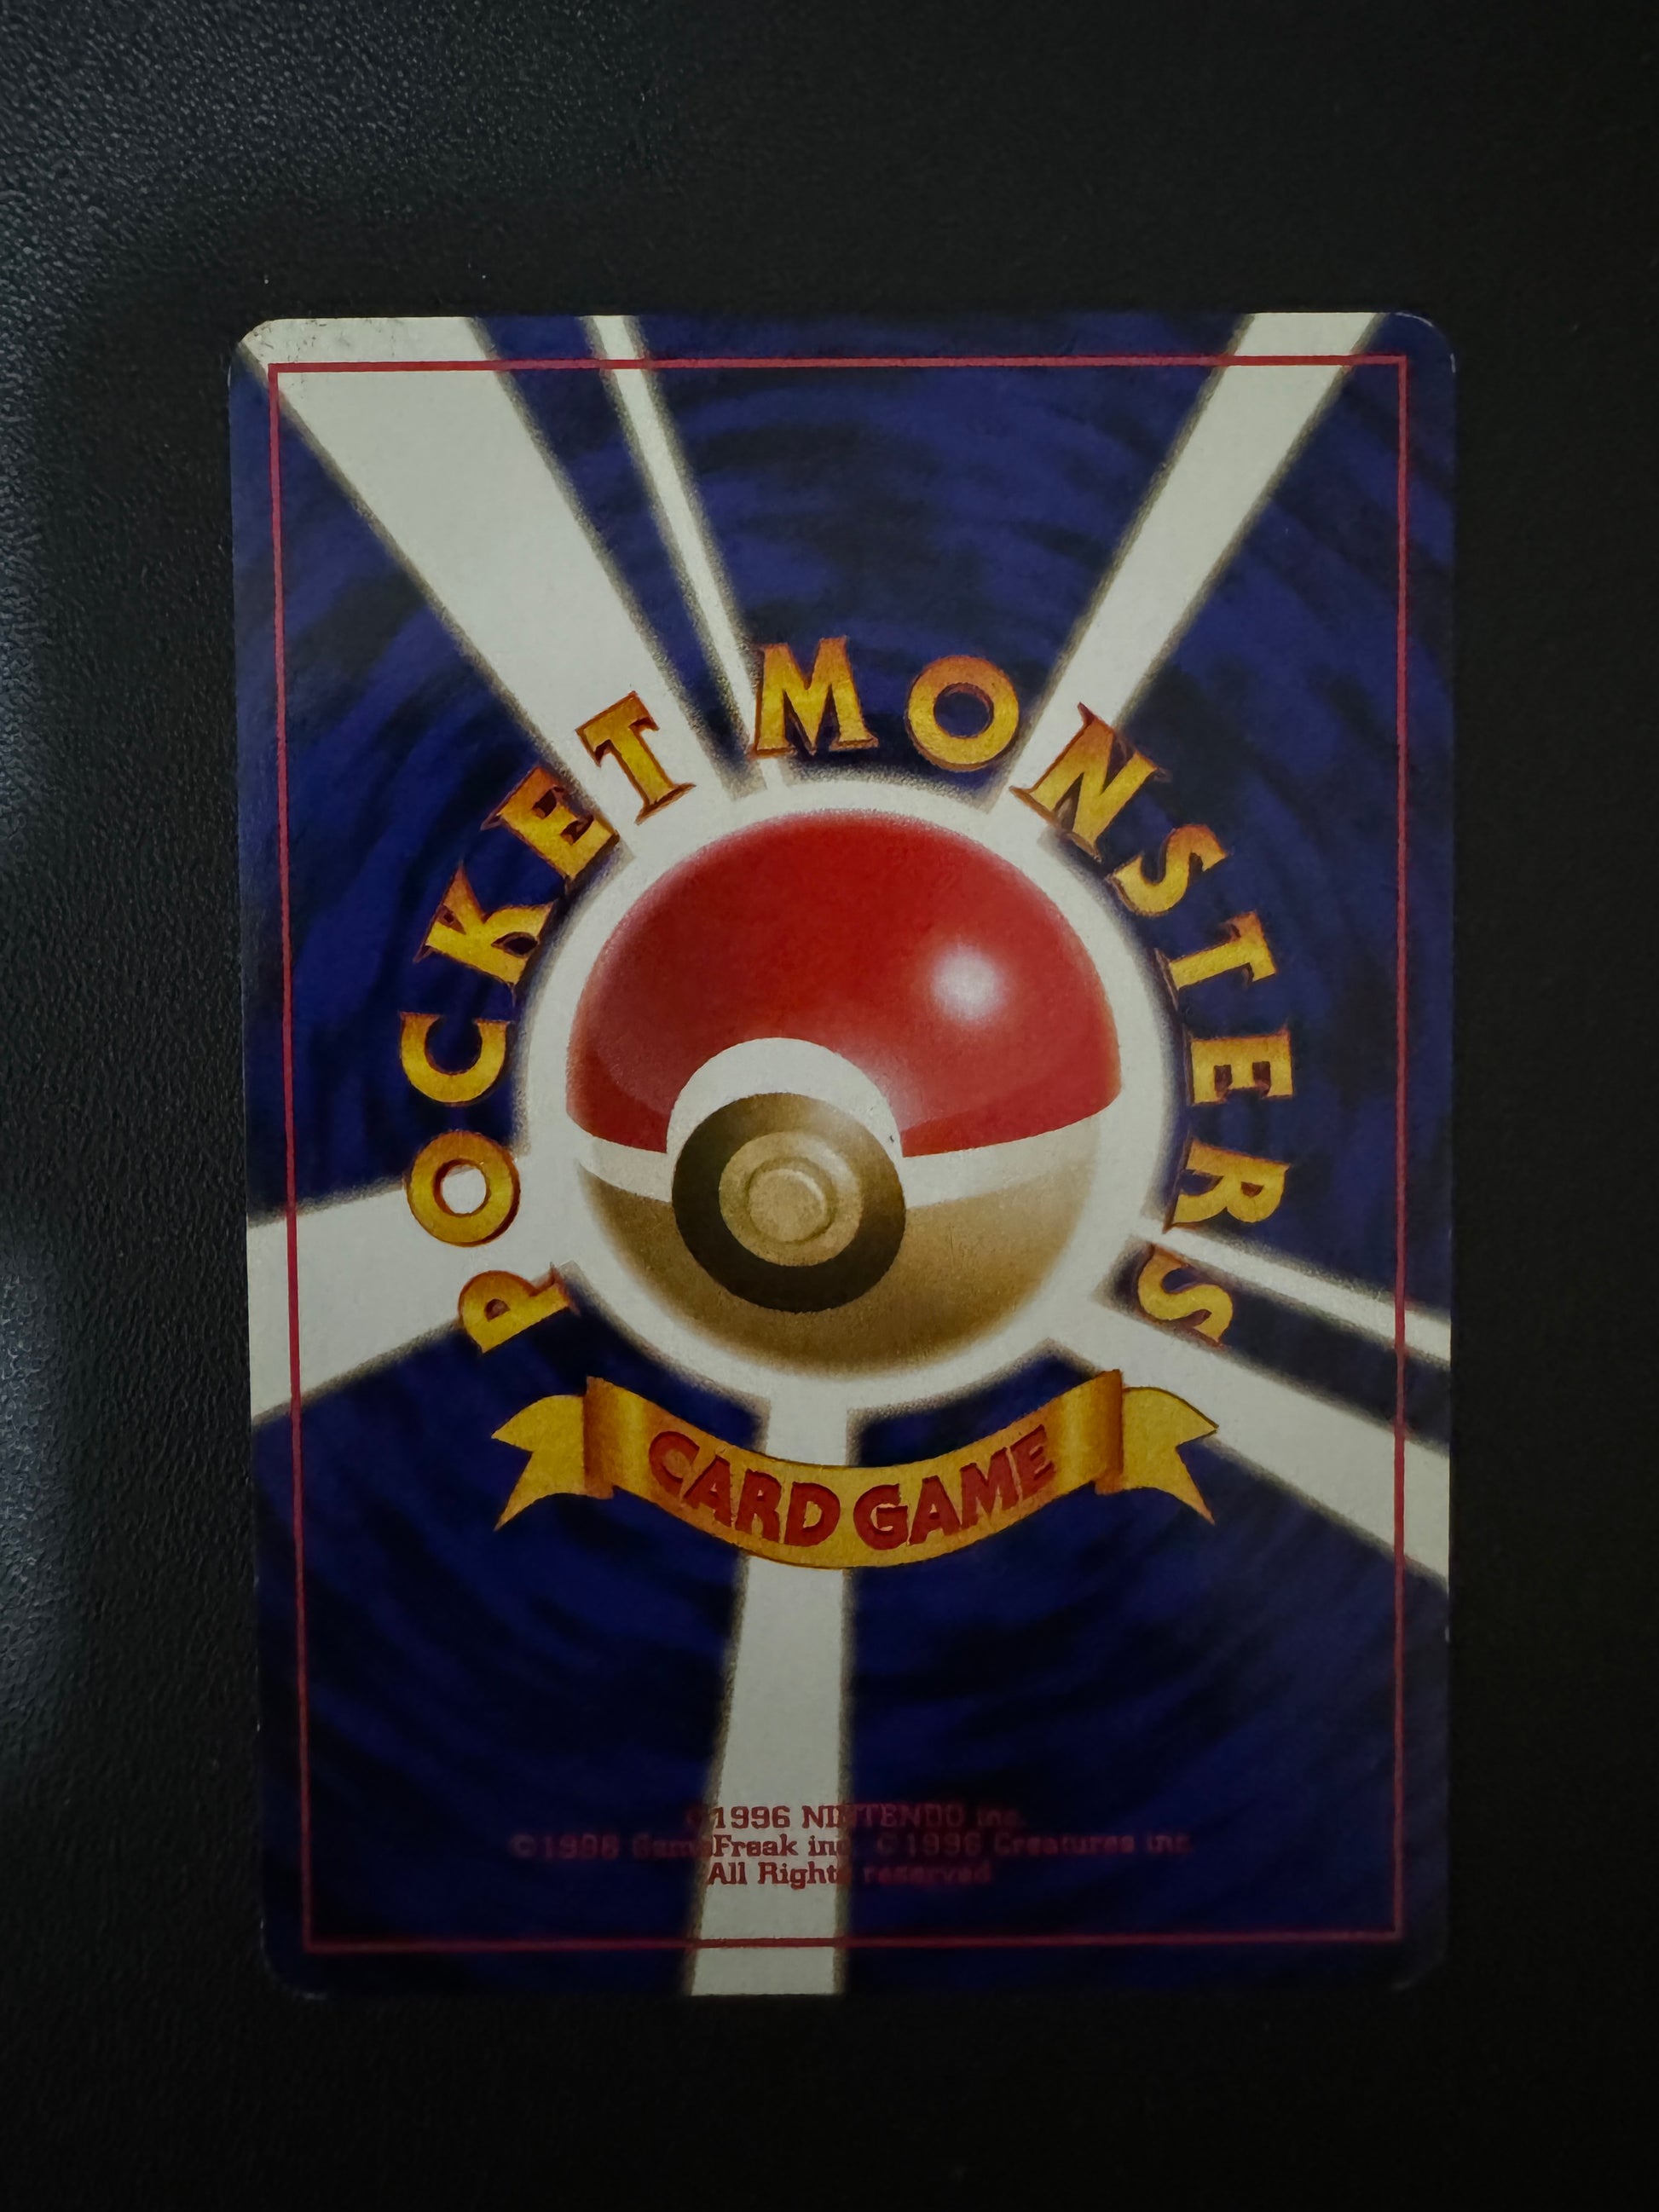 POCKET MONSTERS
CARD GAME
©1996 NINTENDO inc.
©1996 GameFreak inc. ©1996 Creatures inc.
All Rights reserved